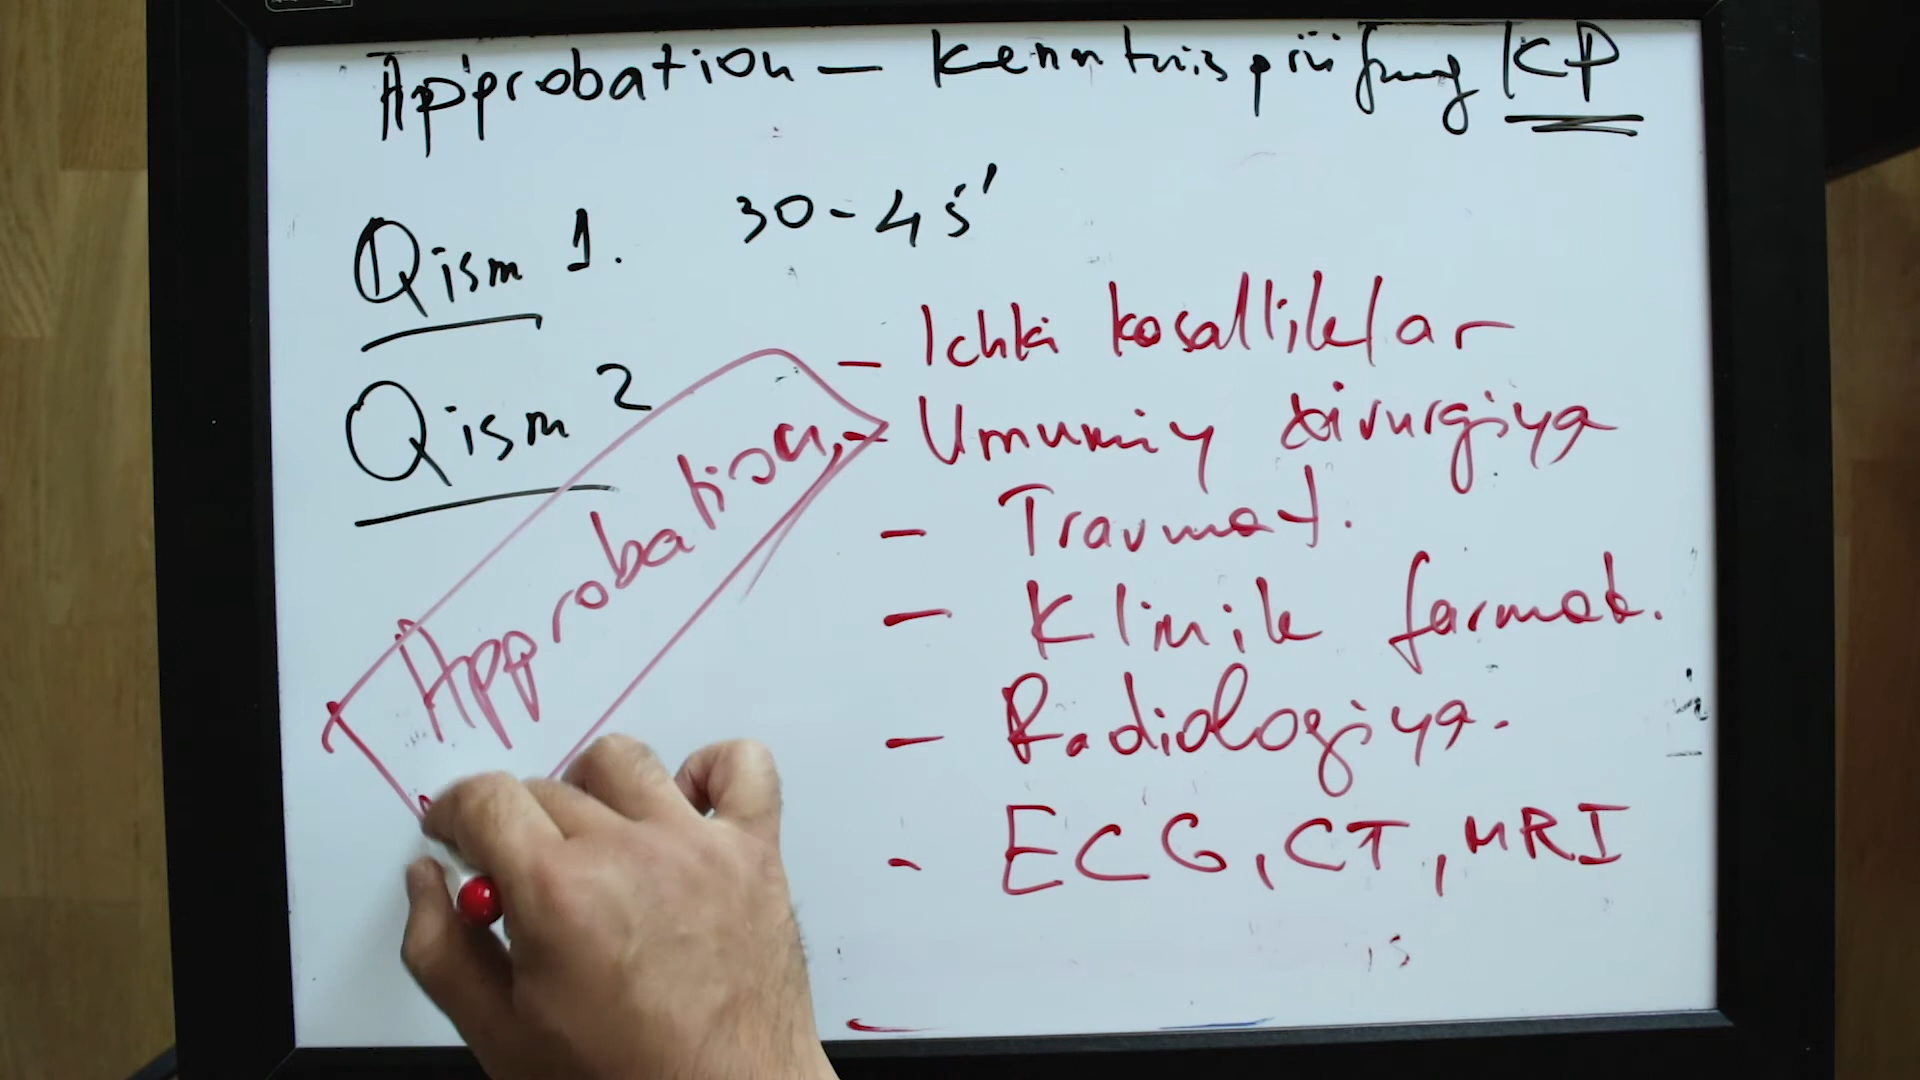 Approbation – Kenntnisprüfung KP
Qism 1. 30-45'
Qism 2
Approbation
- Ichki kasalliklar
- Umumiy xirurgiya
- Travmat.
- Klinik farmak.
- Radiologiya.
- ECG, CT, MRI